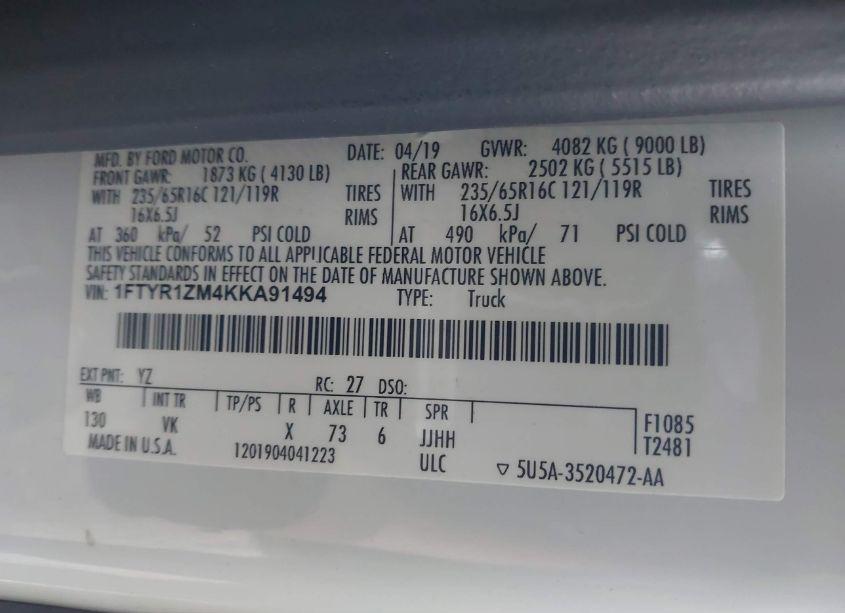 MFD. BY FORD MOTOR CO. DATE: 04/19 GVWR: 4082 KG ( 9000 LB)
FRONT GAWR: 1873 KG ( 4130 LB) REAR GAWR: 2502 KG ( 5515 LB)
WITH 235/65R16C 121/119R TIRES WITH 235/65R16C 121/119R TIRES
16X6.5J RIMS 16X6.5J RIMS
AT 360 kPa/ 52 PSI COLD AT 490 kPa/ 71 PSI COLD
THIS VEHICLE CONFORMS TO ALL APPLICABLE FEDERAL MOTOR VEHICLE
SAFETY STANDARDS IN EFFECT ON THE DATE OF MANUFACTURE SHOWN ABOVE.
VIN: 1FTYR1ZM4KKA91494 TYPE: Truck
EXT PNT: YZ RC: 27 DSO:
WB INT TR TP/PS R AXLE TR SPR F1085
130 VK X 73 6 JJHH T2481
MADE IN U.S.A. 1201904041223 ULC ▽ 5U5A-3520472-AA